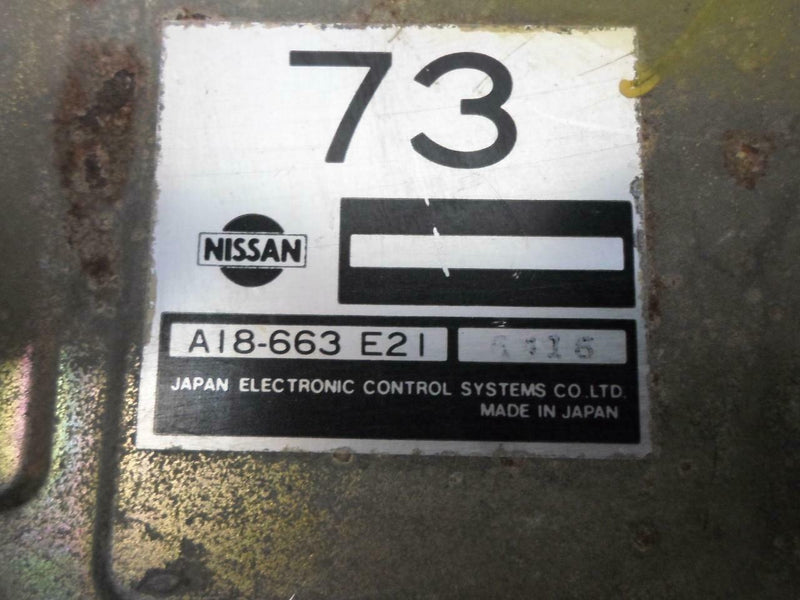 73
NISSAN
A18-663 E21
JAPAN ELECTRONIC CONTROL SYSTEMS CO.LTD.
MADE IN JAPAN